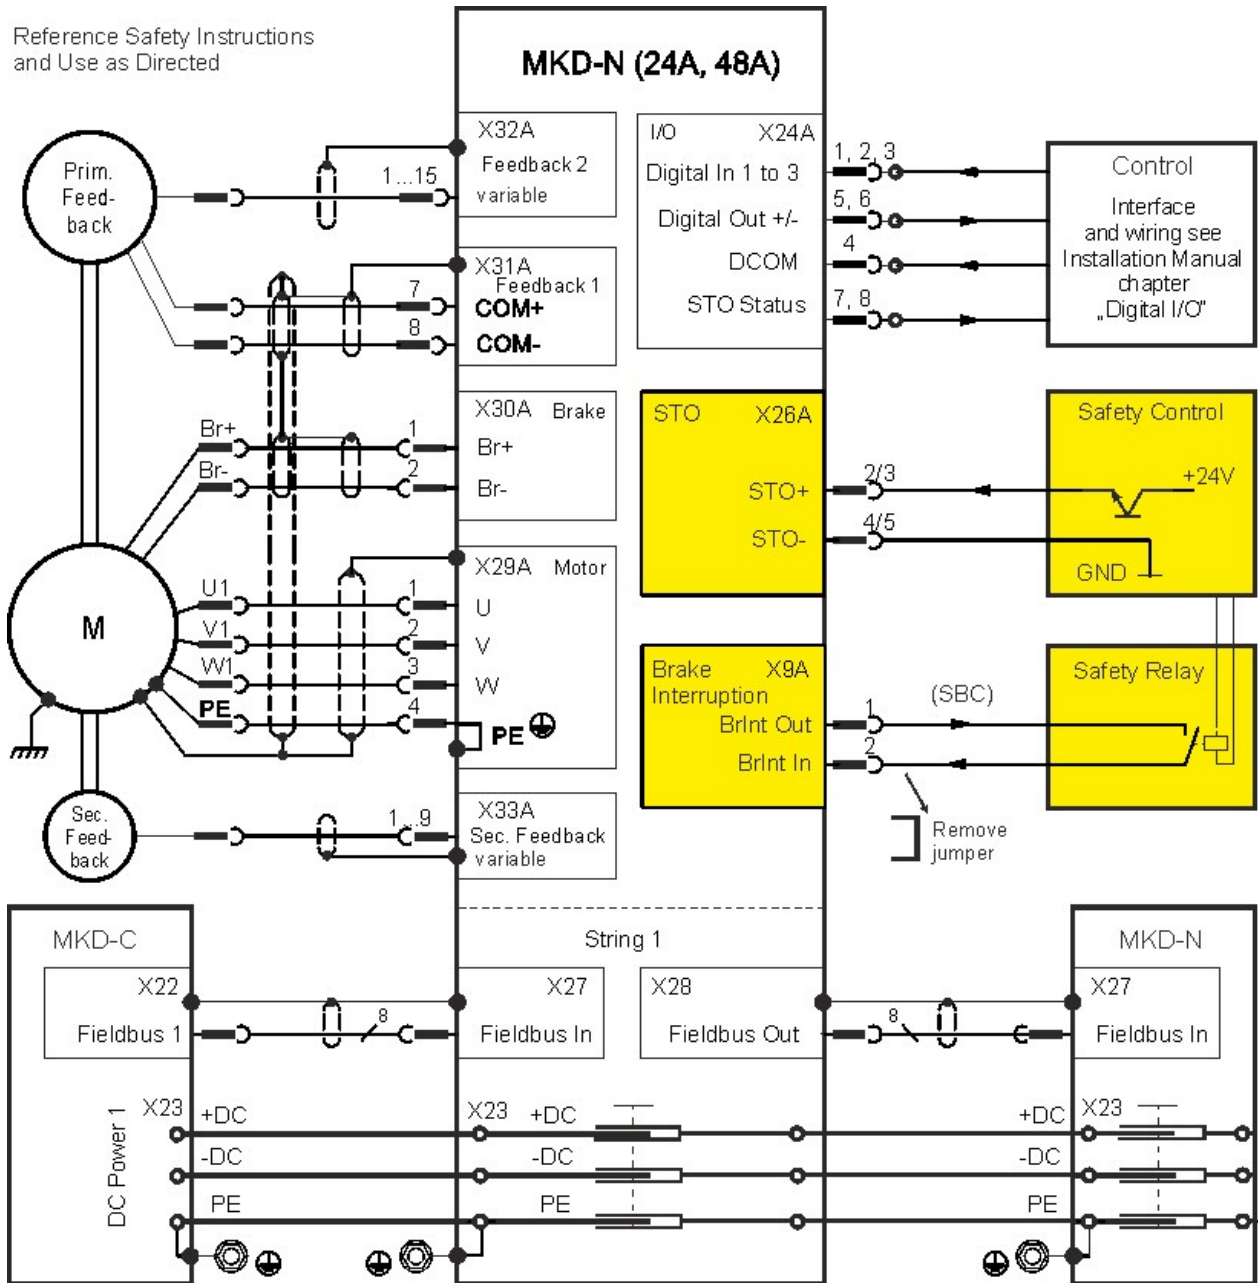 Reference Safety Instructions
and Use as Directed
MKD-N (24A, 48A)
Prim.
Feed-
back
X32A
Feedback 2
1...15
variable
X31A
Feedback 1
7
COM+
8
COM-
X30A Brake
Br+
1
Br+
Br-
2
Br-
M
X29A Motor
U1
1
U
V1
2
V
W1
3
W
PE
4
PE
Sec.
Feed-
back
X33A
1...9
Sec. Feedback
variable
I/O X24A
Digital In 1 to 3
1, 2, 3
Digital Out +/-
5, 6
DCOM
4
STO Status
7, 8
Control
Interface
and wiring see
Installation Manual
chapter
„Digital I/O"
STO X26A
STO+
2/3
STO-
4/5
Safety Control
+24V
GND
Brake X9A
Interruption
BrInt Out
1
BrInt In
2
(SBC)
Safety Relay
Remove
jumper
MKD-C
String 1
MKD-N
X22
Fieldbus 1
8
X27
Fieldbus In
X28
Fieldbus Out
8
X27
Fieldbus In
DC Power 1
X23 +DC
-DC
PE
X23 +DC
-DC
PE
+DC X23
-DC
PE